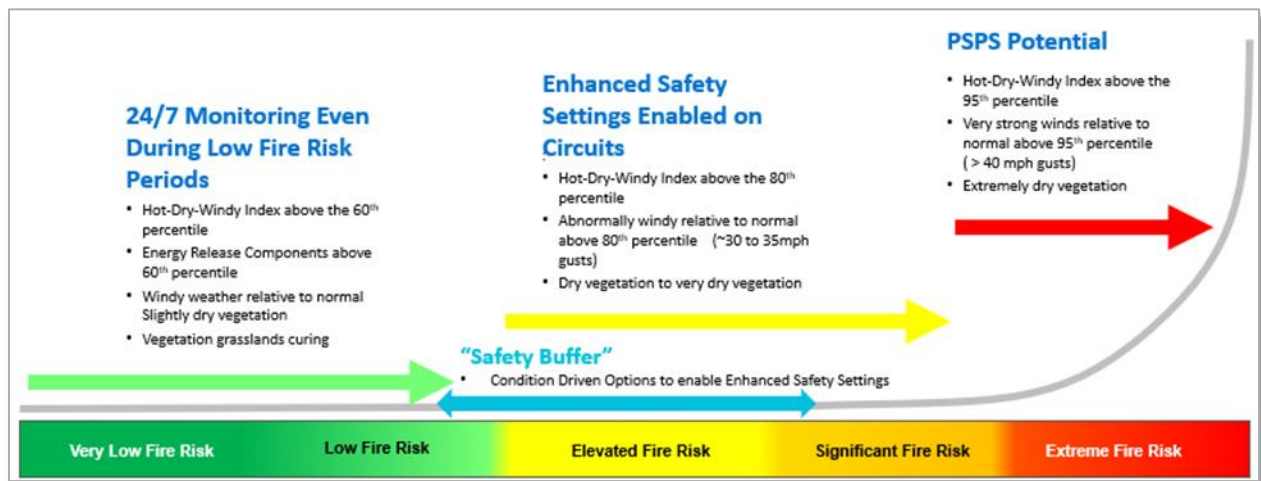 24/7 Monitoring Even
During Low Fire Risk
Periods
• Hot-Dry-Windy Index above the 60th
percentile
• Energy Release Components above
60th percentile
• Windy weather relative to normal
Slightly dry vegetation
• Vegetation grasslands curing
Enhanced Safety
Settings Enabled on
Circuits
• Hot-Dry-Windy Index above the 80th
percentile
• Abnormally windy relative to normal
above 80th percentile (~30 to 35mph
gusts)
• Dry vegetation to very dry vegetation
PSPS Potential
• Hot-Dry-Windy Index above the
95th percentile
• Very strong winds relative to
normal above 95th percentile
( > 40 mph gusts)
• Extremely dry vegetation
“Safety Buffer”
• Condition Driven Options to enable Enhanced Safety Settings
Very Low Fire Risk
Low Fire Risk
Elevated Fire Risk
Significant Fire Risk
Extreme Fire Risk